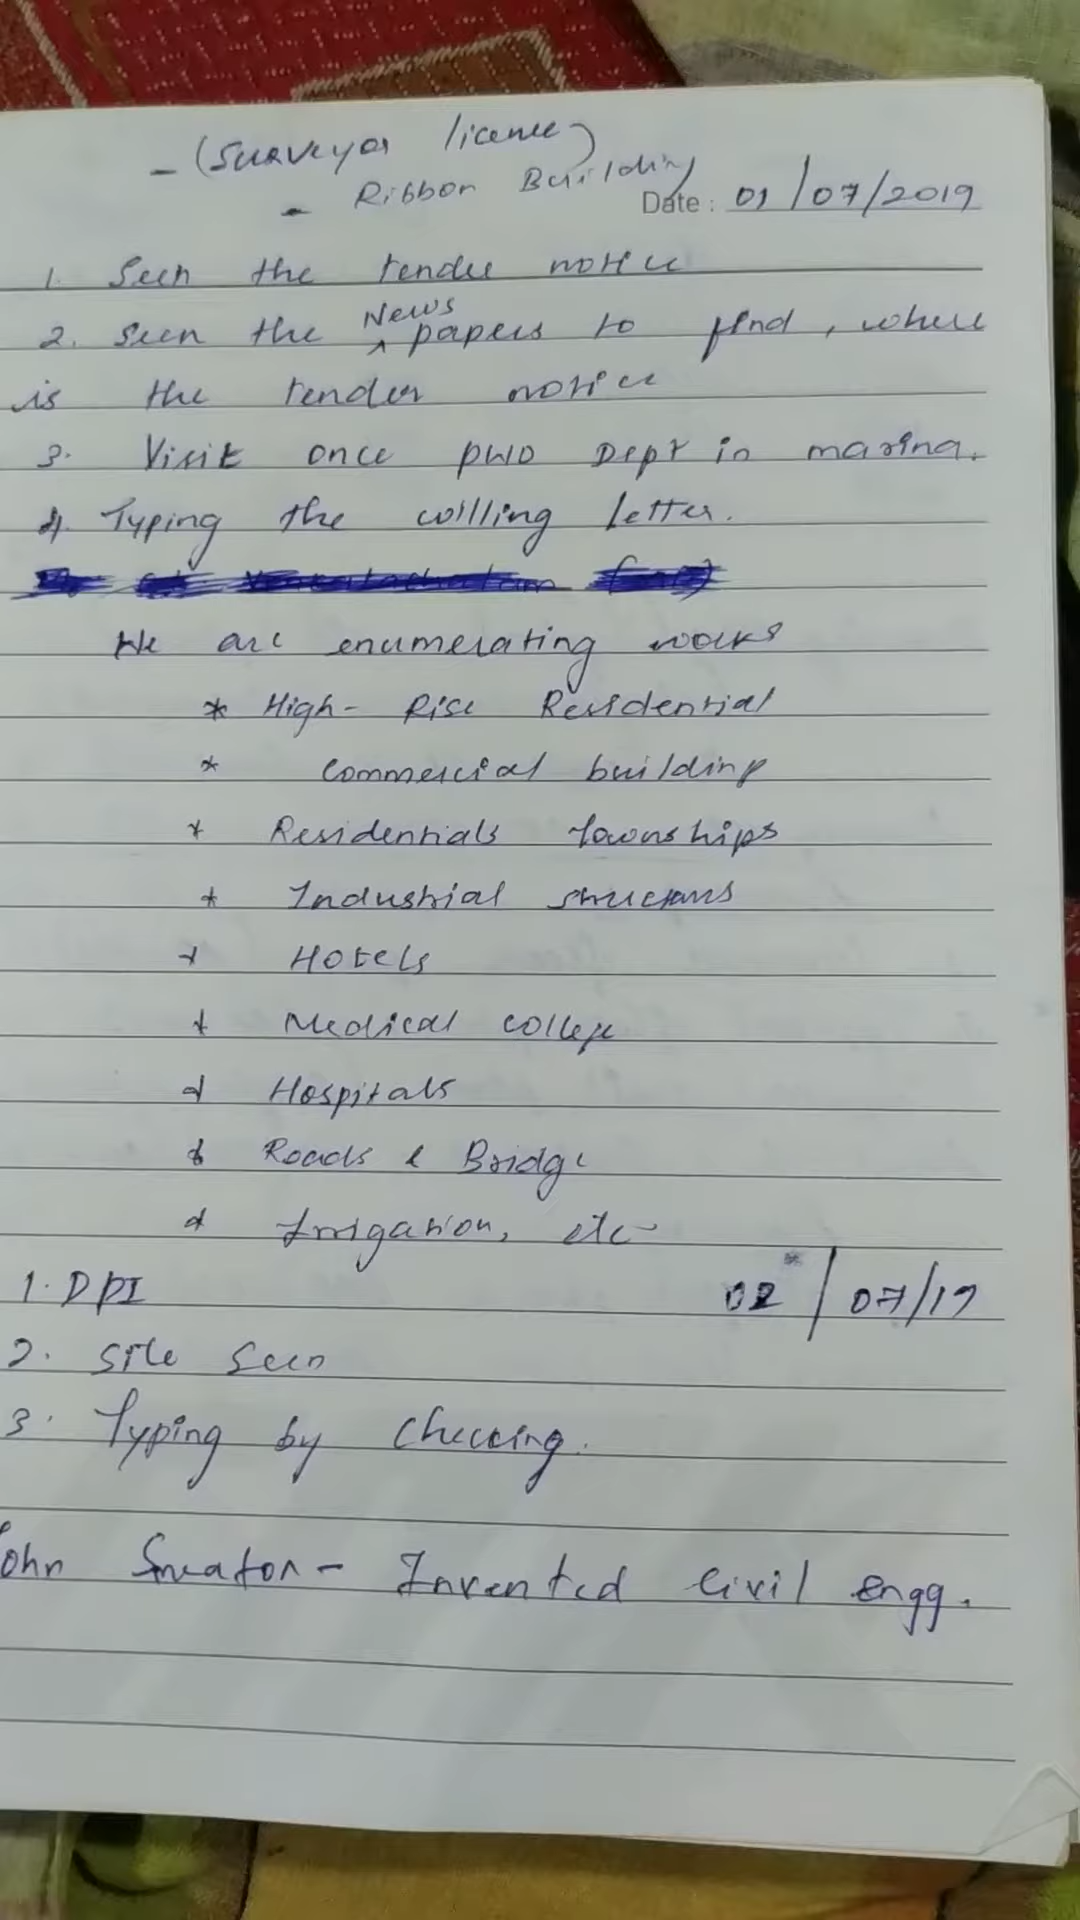 - (Surveyor licence)
- Ribbon Building
Date : 01/07/2019
1. Seen the tender notice
2. Seen the News papers to find, where
is the tender notice
3. Visit once PWD Dept in marina.
4. Typing the willing letter.
We are enumerating works
* High-Rise Residential
* Commercial building
* Residentials townships
* Industrial structures
* Hotels
* Medical college
* Hospitals
* Roads & Bridge
* Irrigation, etc
1. DPI 02/07/19
2. Site Seen
3. Typing by checking.
John Smeaton - Invented Civil engg.